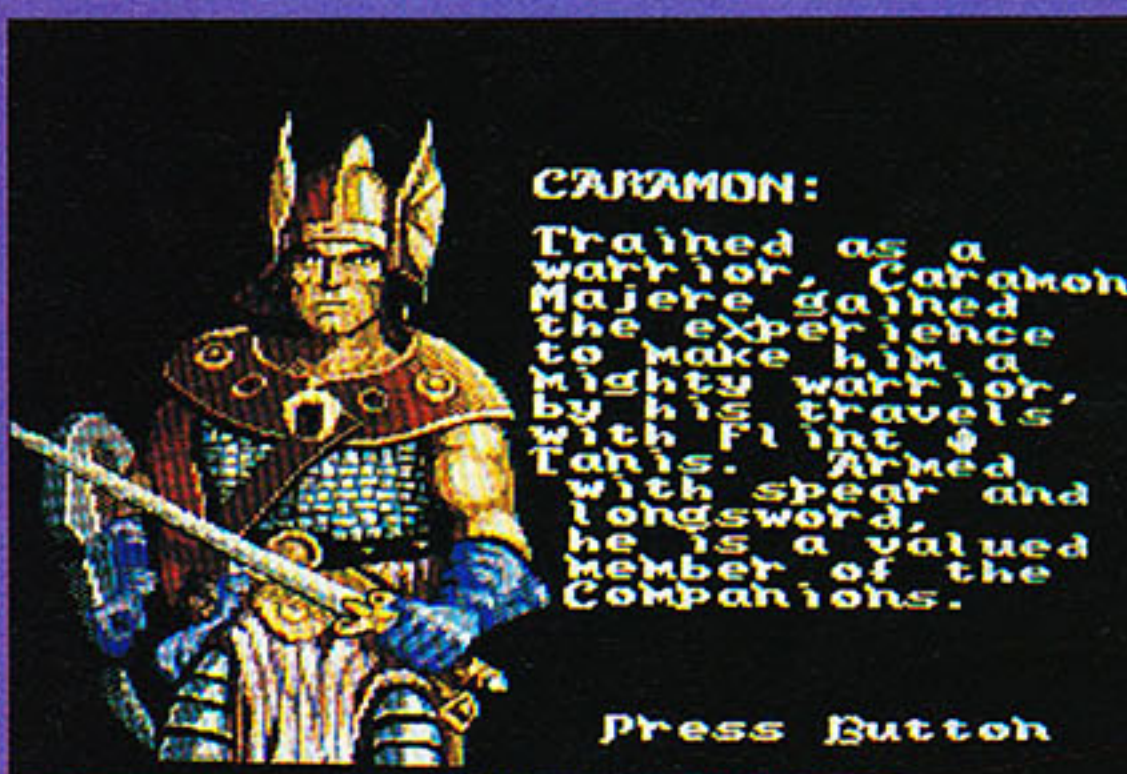 CARAMON:
Trained as a
warrior, Caramon
Majere gained
the experience
to make him a
mighty warrior,
by his travels
with Flint &
Tanis. Armed
with spear and
longsword,
he is a valued
member of the
Companions.
Press Button